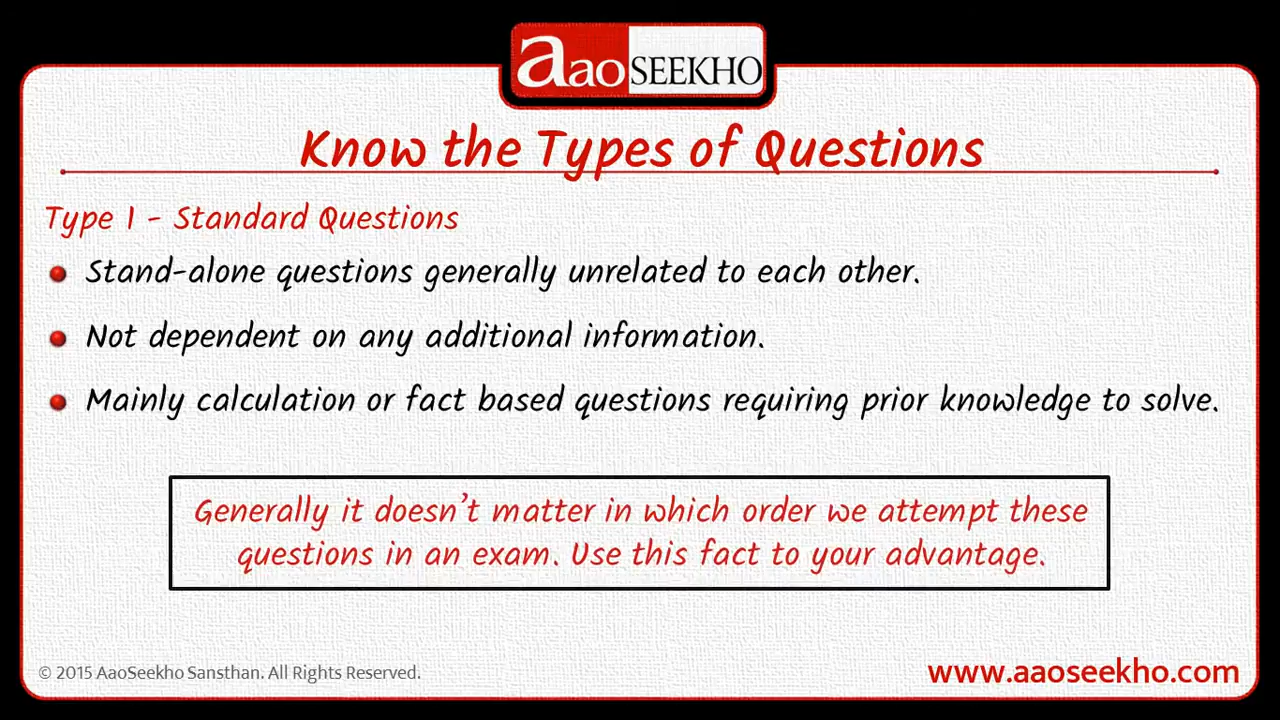 aaoSEEKHO
Know the Types of Questions
Type 1 - Standard Questions
Stand-alone questions generally unrelated to each other.
Not dependent on any additional information.
Mainly calculation or fact based questions requiring prior knowledge to solve.
Generally it doesn't matter in which order we attempt these
questions in an exam. Use this fact to your advantage.
© 2015 AaoSeekho Sansthan. All Rights Reserved.
www.aaoseekho.com